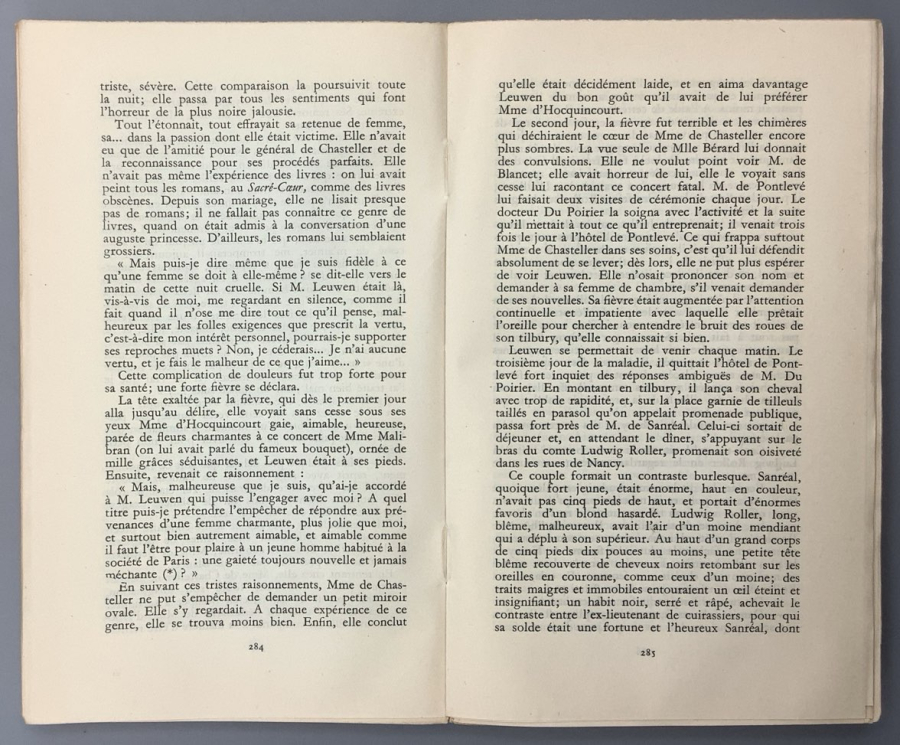 triste, sévère. Cette comparaison la poursuivit toute
la nuit; elle passa par tous les sentiments qui font
l'horreur de la plus noire jalousie.
Tout l'étonnait, tout effrayait sa retenue de femme,
sa... dans la passion dont elle était victime. Elle n'avait
eu que de l'amitié pour le général de Chasteller et de
la reconnaissance pour ses procédés parfaits. Elle
n'avait pas même l'expérience des livres : on lui avait
peint tous les romans, au Sacré-Cœur, comme des livres
obscènes. Depuis son mariage, elle ne lisait presque
pas de romans; il ne fallait pas connaître ce genre de
livres, quand on était admis à la conversation d'une
auguste princesse. D'ailleurs, les romans lui semblaient
grossiers.
« Mais puis-je dire même que je suis fidèle à ce
qu'une femme se doit à elle-même ? se dit-elle vers le
matin de cette nuit cruelle. Si M. Leuwen était là,
vis-à-vis de moi, me regardant en silence, comme il
fait quand il n'ose me dire tout ce qu'il pense, mal-
heureux par les folles exigences que prescrit la vertu,
c'est-à-dire mon intérêt personnel, pourrais-je supporter
ses reproches muets ? Non, je céderais... Je n'ai aucune
vertu, et je fais le malheur de ce que j'aime... »
Cette complication de douleurs fut trop forte pour
sa santé; une forte fièvre se déclara.
La tête exaltée par la fièvre, qui dès le premier jour
alla jusqu'au délire, elle voyait sans cesse sous ses
yeux Mme d'Hocquincourt gaie, aimable, heureuse,
parée de fleurs charmantes à ce concert de Mme Mali-
bran (on lui avait parlé du fameux bouquet), ornée de
mille grâces séduisantes, et Leuwen était à ses pieds.
Ensuite, revenait ce raisonnement :
« Mais, malheureuse que je suis, qu'ai-je accordé
à M. Leuwen qui puisse l'engager avec moi ? A quel
titre puis-je prétendre l'empêcher de répondre aux pré-
venances d'une femme charmante, plus jolie que moi,
et surtout bien autrement aimable, et aimable comme
il faut l'être pour plaire à un jeune homme habitué à la
société de Paris : une gaieté toujours nouvelle et jamais
méchante (*) ? »
En suivant ces tristes raisonnements, Mme de Chas-
teller ne put s'empêcher de demander un petit miroir
ovale. Elle s'y regardait. A chaque expérience de ce
genre, elle se trouva moins bien. Enfin, elle conclut
284
qu'elle était décidément laide, et en aima davantage
Leuwen du bon goût qu'il avait de lui préférer
Mme d'Hocquincourt.
Le second jour, la fièvre fut terrible et les chimères
qui déchiraient le cœur de Mme de Chasteller encore
plus sombres. La vue seule de Mlle Bérard lui donnait
des convulsions. Elle ne voulut point voir M. de
Blancet; elle avait horreur de lui, elle le voyait sans
cesse lui racontant ce concert fatal. M. de Pontlevé
lui faisait deux visites de cérémonie chaque jour. Le
docteur Du Poirier la soigna avec l'activité et la suite
qu'il mettait à tout ce qu'il entreprenait; il venait trois
fois le jour à l'hôtel de Pontlevé. Ce qui frappa surtout
Mme de Chasteller dans ses soins, c'est qu'il lui défendit
absolument de se lever; dès lors, elle ne put plus espérer
de voir Leuwen. Elle n'osait prononcer son nom et
demander à sa femme de chambre, s'il venait demander
de ses nouvelles. Sa fièvre était augmentée par l'attention
continuelle et impatiente avec laquelle elle prêtait
l'oreille pour chercher à entendre le bruit des roues de
son tilbury, qu'elle connaissait si bien.
Leuwen se permettait de venir chaque matin. Le
troisième jour de la maladie, il quittait l'hôtel de Pont-
levé fort inquiet des réponses ambiguës de M. Du
Poirier. En montant en tilbury, il lança son cheval
avec trop de rapidité, et, sur la place garnie de tilleuls
taillés en parasol qu'on appelait promenade publique,
passa fort près de M. de Sanréal. Celui-ci sortait de
déjeuner et, en attendant le dîner, s'appuyant sur le
bras du comte Ludwig Roller, promenait son oisiveté
dans les rues de Nancy.
Ce couple formait un contraste burlesque. Sanréal,
quoique fort jeune, était énorme, haut en couleur,
n'avait pas cinq pieds de haut, et portait d'énormes
favoris d'un blond hasardé. Ludwig Roller, long,
blême, malheureux, avait l'air d'un moine mendiant
qui a déplu à son supérieur. Au haut d'un grand corps
de cinq pieds dix pouces au moins, une petite tête
blême recouverte de cheveux noirs retombant sur les
oreilles en couronne, comme ceux d'un moine; des
traits maigres et immobiles entouraient un œil éteint et
insignifiant; un habit noir, serré et râpé, achevait le
contraste entre l'ex-lieutenant de cuirassiers, pour qui
sa solde était une fortune et l'heureux Sanréal, dont
285